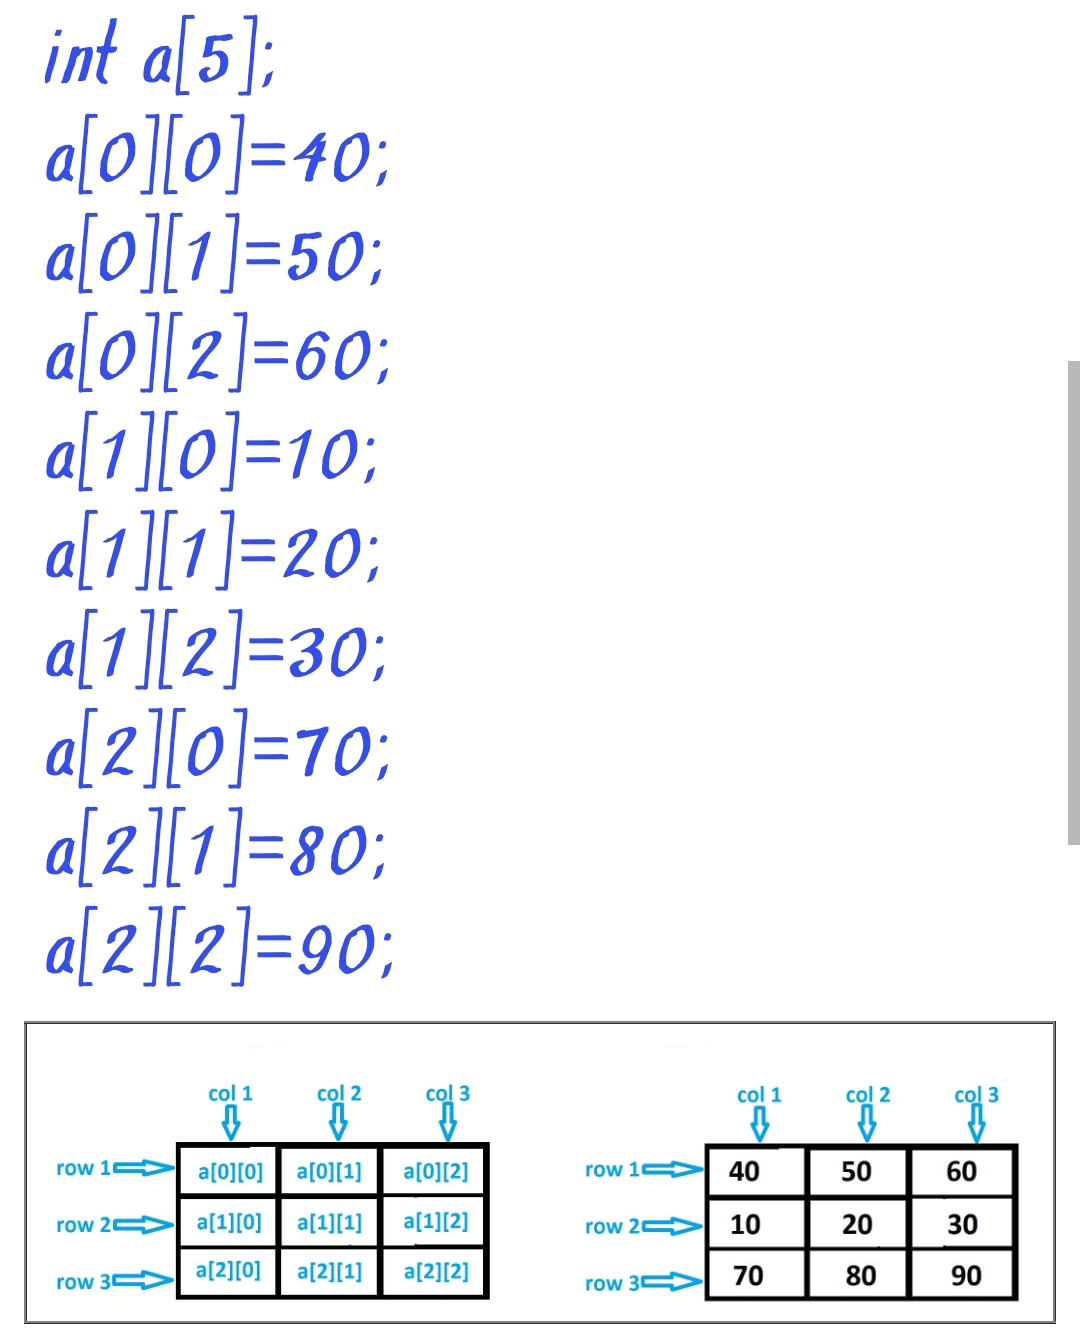 int a[5];
a[0][0]=40;
a[0][1]=50;
a[0][2]=60;
a[1][0]=10;
a[1][1]=20;
a[1][2]=30;
a[2][0]=70;
a[2][1]=80;
a[2][2]=90;
col 1 col 2 col 3
row 1 a[0][0] a[0][1] a[0][2]
row 2 a[1][0] a[1][1] a[1][2]
row 3 a[2][0] a[2][1] a[2][2]
col 1 col 2 col 3
row 1 40 50 60
row 2 10 20 30
row 3 70 80 90